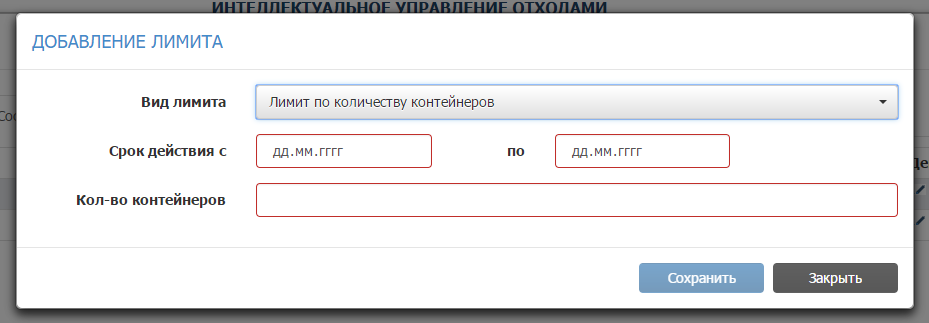 ИНТЕЛЛЕКТУАЛЬНОЕ УПРАВЛЕНИЕ ОТХОДАМИ
ДОБАВЛЕНИЕ ЛИМИТА
Вид лимита Лимит по количеству контейнеров
Срок действия с дд.мм.гггг по дд.мм.гггг
Кол-во контейнеров
Сохранить Закрыть